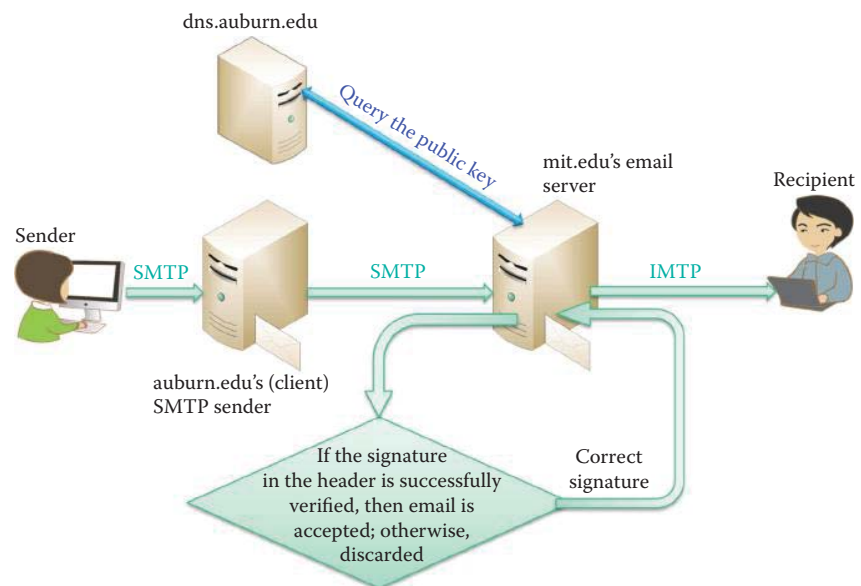 dns.auburn.edu
Query the public key
mit.edu's email
server
Recipient
Sender
SMTP
SMTP
IMTP
auburn.edu's (client)
SMTP sender
If the signature
in the header is successfully
verified, then email is
accepted; otherwise,
discarded
Correct
signature